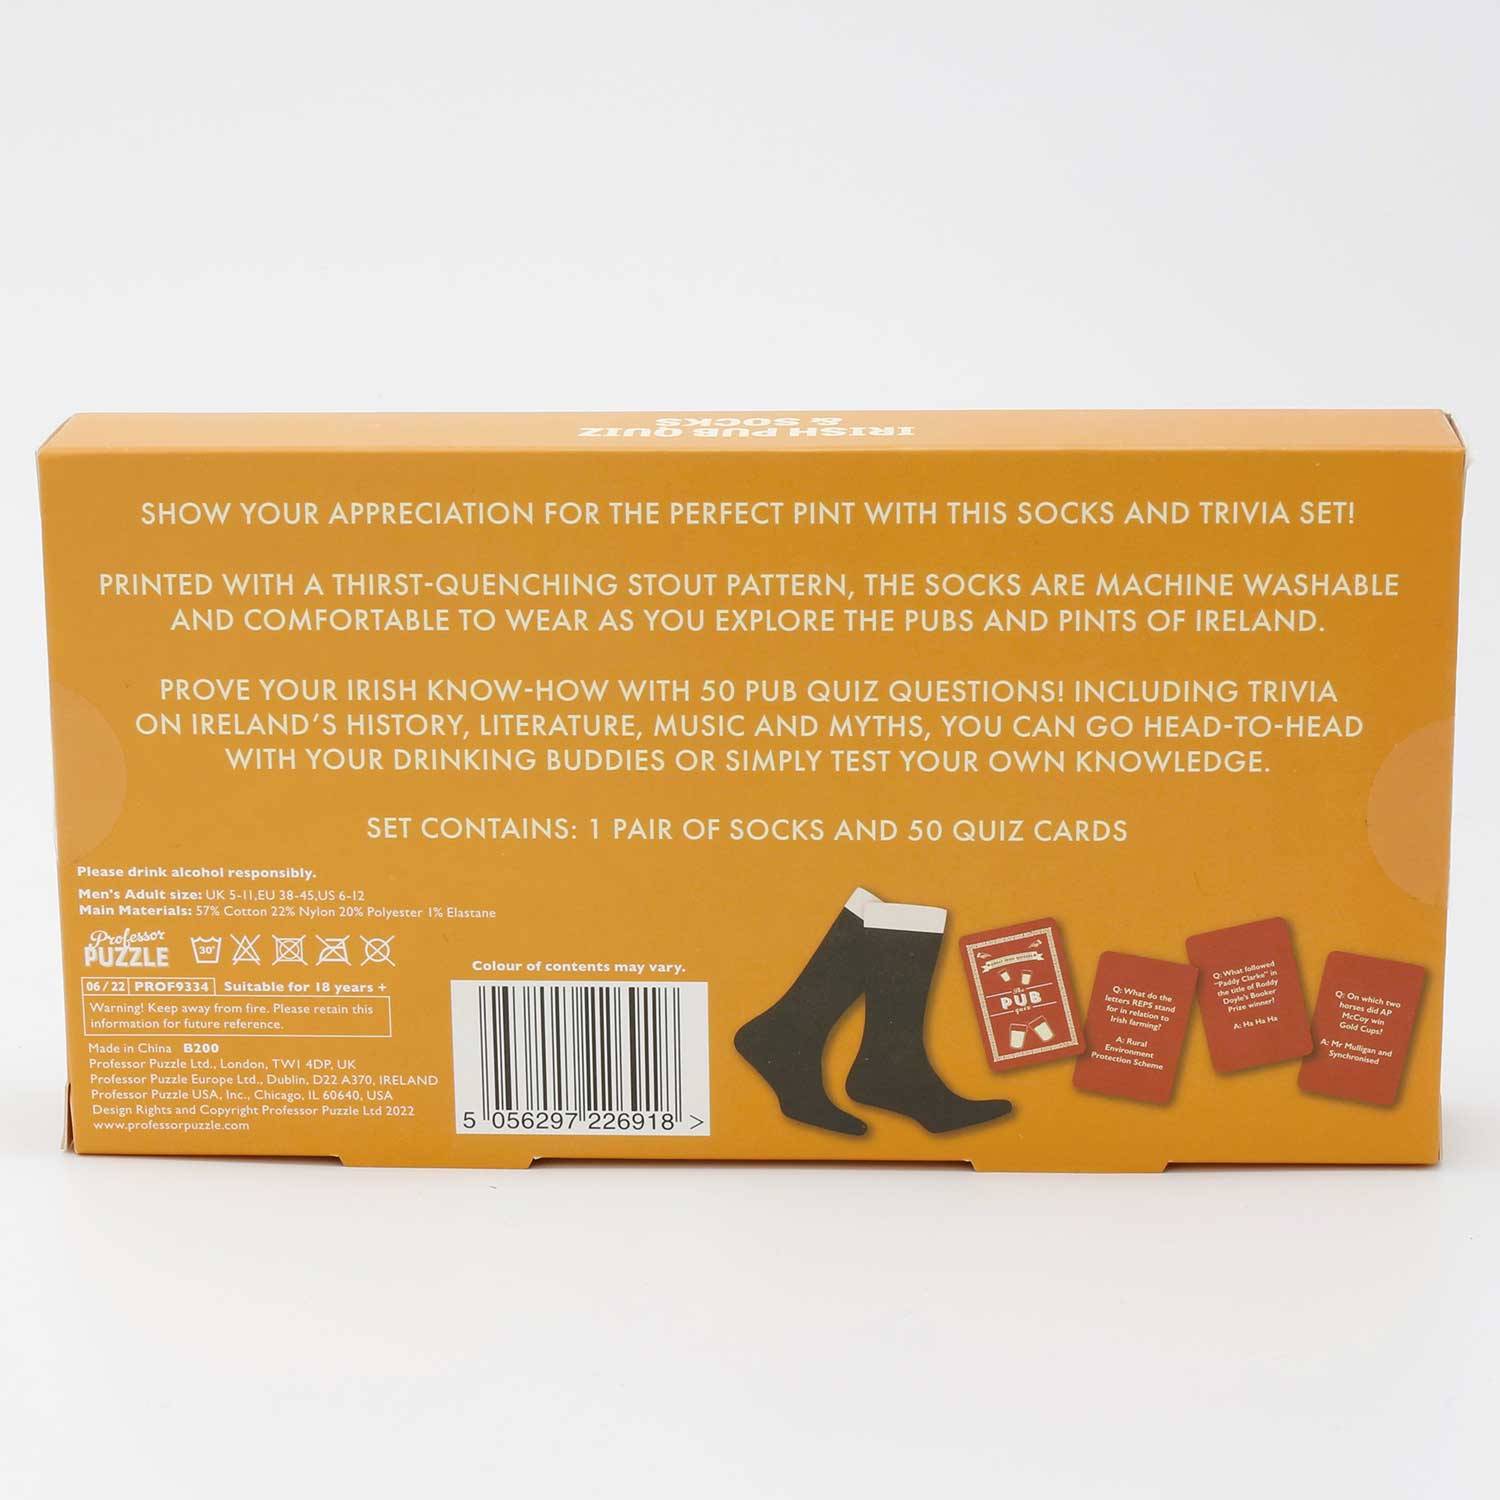 IRISH PUB QUIZ
& SOCKS
SHOW YOUR APPRECIATION FOR THE PERFECT PINT WITH THIS SOCKS AND TRIVIA SET!
PRINTED WITH A THIRST-QUENCHING STOUT PATTERN, THE SOCKS ARE MACHINE WASHABLE
AND COMFORTABLE TO WEAR AS YOU EXPLORE THE PUBS AND PINTS OF IRELAND.
PROVE YOUR IRISH KNOW-HOW WITH 50 PUB QUIZ QUESTIONS! INCLUDING TRIVIA
ON IRELAND'S HISTORY, LITERATURE, MUSIC AND MYTHS, YOU CAN GO HEAD-TO-HEAD
WITH YOUR DRINKING BUDDIES OR SIMPLY TEST YOUR OWN KNOWLEDGE.
SET CONTAINS: 1 PAIR OF SOCKS AND 50 QUIZ CARDS
Please drink alcohol responsibly.
Men's Adult size: UK 5-11,EU 38-45,US 6-12
Main Materials: 57% Cotton 22% Nylon 20% Polyester 1% Elastane
Professor
PUZZLE
30°
06 / 22 PROF9334 Suitable for 18 years +
Warning! Keep away from fire. Please retain this
information for future reference.
Made in China B200
Professor Puzzle Ltd., London, TW1 4DP, UK
Professor Puzzle Europe Ltd., Dublin, D22 A370, IRELAND
Professor Puzzle USA, Inc., Chicago, IL 60640, USA
Design Rights and Copyright Professor Puzzle Ltd 2022
www.professorpuzzle.com
Colour of contents may vary.
5 056297 226918 >
The
PUB
Quiz
Q: What do the
letters REPS stand
for in relation to
Irish farming?
A: Rural
Environment
Protection Scheme
Q: What followed
"Paddy Clarke" in
the title of Roddy
Doyle's Booker
Prize winner?
A: Ha Ha Ha
Q: On which two
horses did AP
McCoy win
Gold Cups?
A: Mr Mulligan and
Synchronised